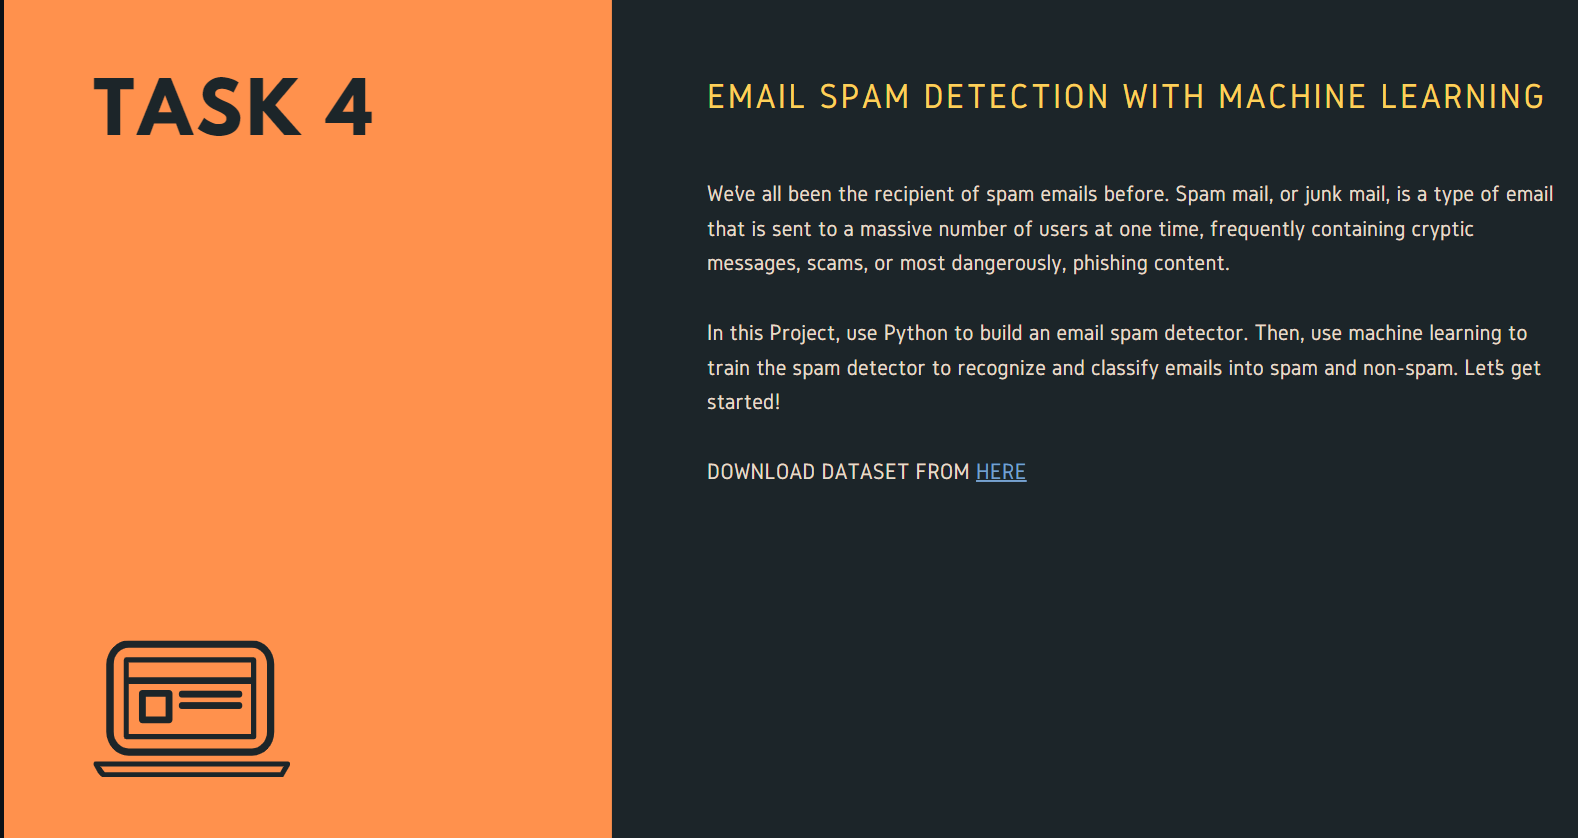 TASK 4
EMAIL SPAM DETECTION WITH MACHINE LEARNING
We've all been the recipient of spam emails before. Spam mail, or junk mail, is a type of email
that is sent to a massive number of users at one time, frequently containing cryptic
messages, scams, or most dangerously, phishing content.
In this Project, use Python to build an email spam detector. Then, use machine learning to
train the spam detector to recognize and classify emails into spam and non-spam. Let's get
started!
DOWNLOAD DATASET FROM HERE